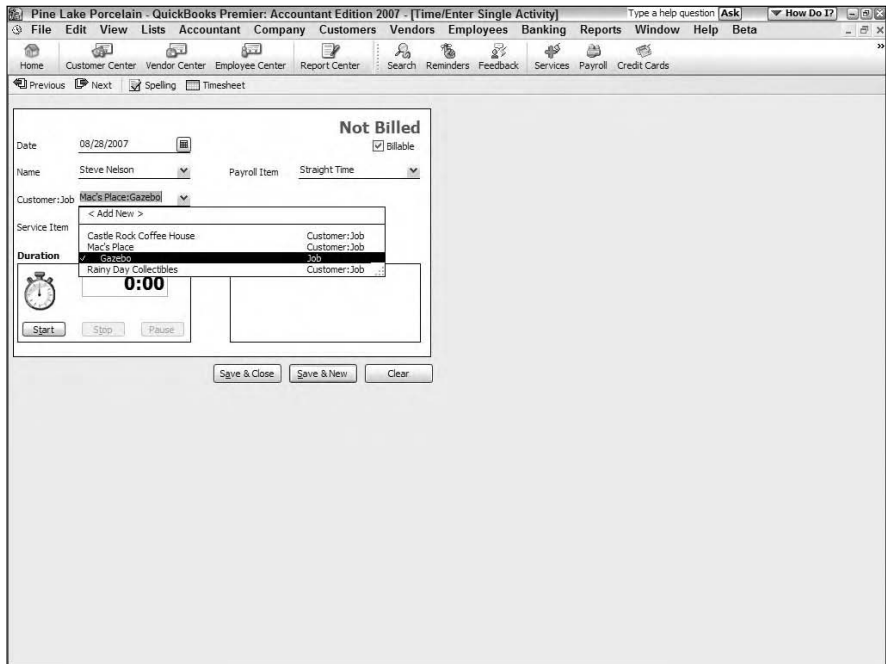 Pine Lake Porcelain - QuickBooks Premier: Accountant Edition 2007 - [Time/Enter Single Activity] Type a help question Ask How Do I?
File Edit View Lists Accountant Company Customers Vendors Employees Banking Reports Window Help Beta
Home Customer Center Vendor Center Employee Center Report Center Search Reminders Feedback Services Payroll Credit Cards »
Previous Next Spelling Timesheet
Not Billed
Date 08/28/2007 Billable
Name Steve Nelson Payroll Item Straight Time
Customer:Job Mac's Place:Gazebo
< Add New >
Service Item
Castle Rock Coffee House Customer:Job
Mac's Place Customer:Job
Duration
Gazebo Job
Rainy Day Collectibles Customer:Job
0:00
Start Stop Pause
Save & Close Save & New Clear